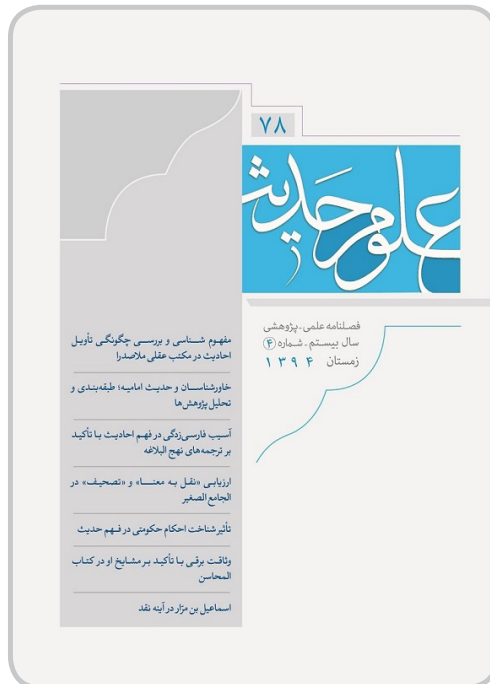 ۷۸
علوم حدیث
فصلنامه علمی-پژوهشی
سال بیستم - شماره ۴
زمستان ۱۳۹۴
مفهوم شناسی و بررسی چگونگی تأویل
احادیث در مکتب عقلی ملاصدرا
خاورشناسان و حدیث امامیه؛ طبقه‌بندی و
تحلیل پژوهش‌ها
آسیب فارسی‌زدگی در فهم احادیث با تأکید
بر ترجمه‌های نهج البلاغه
ارزیابی «نقل به معنا» و «تصحیف» در
الجامع الصغیر
تأثیر شناخت احکام حکومتی در فهم حدیث
وثاقت برقی با تأکید بر مشایخ او در کتاب
المحاسن
اسماعیل بن مرّار در آینه نقد